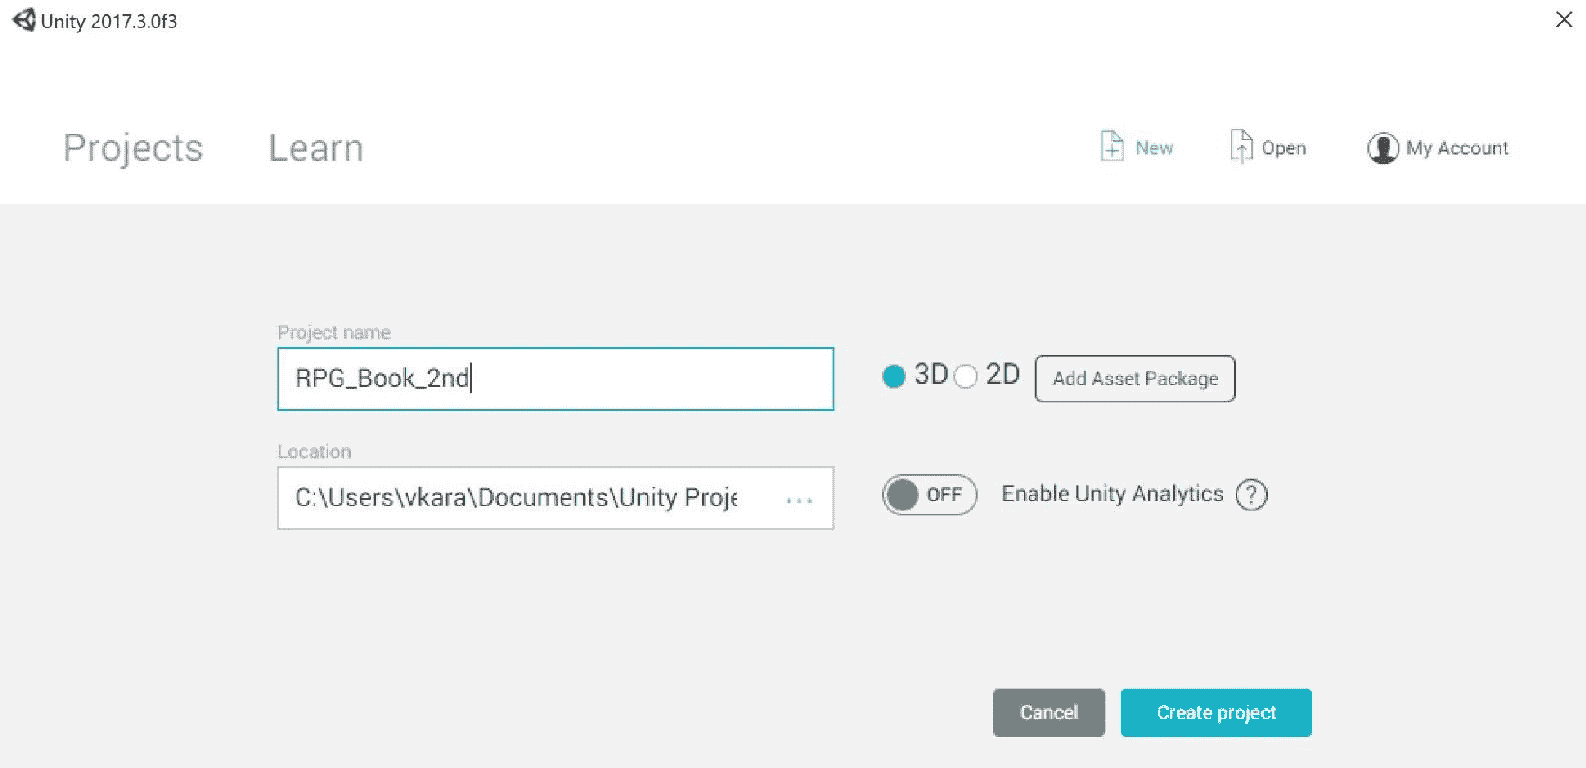 Unity 2017.3.0f3
Projects Learn New Open My Account
Project name
RPG_Book_2nd
3D 2D Add Asset Package
Location
C:\Users\vkara\Documents\Unity Proje ...
OFF Enable Unity Analytics ?
Cancel Create project